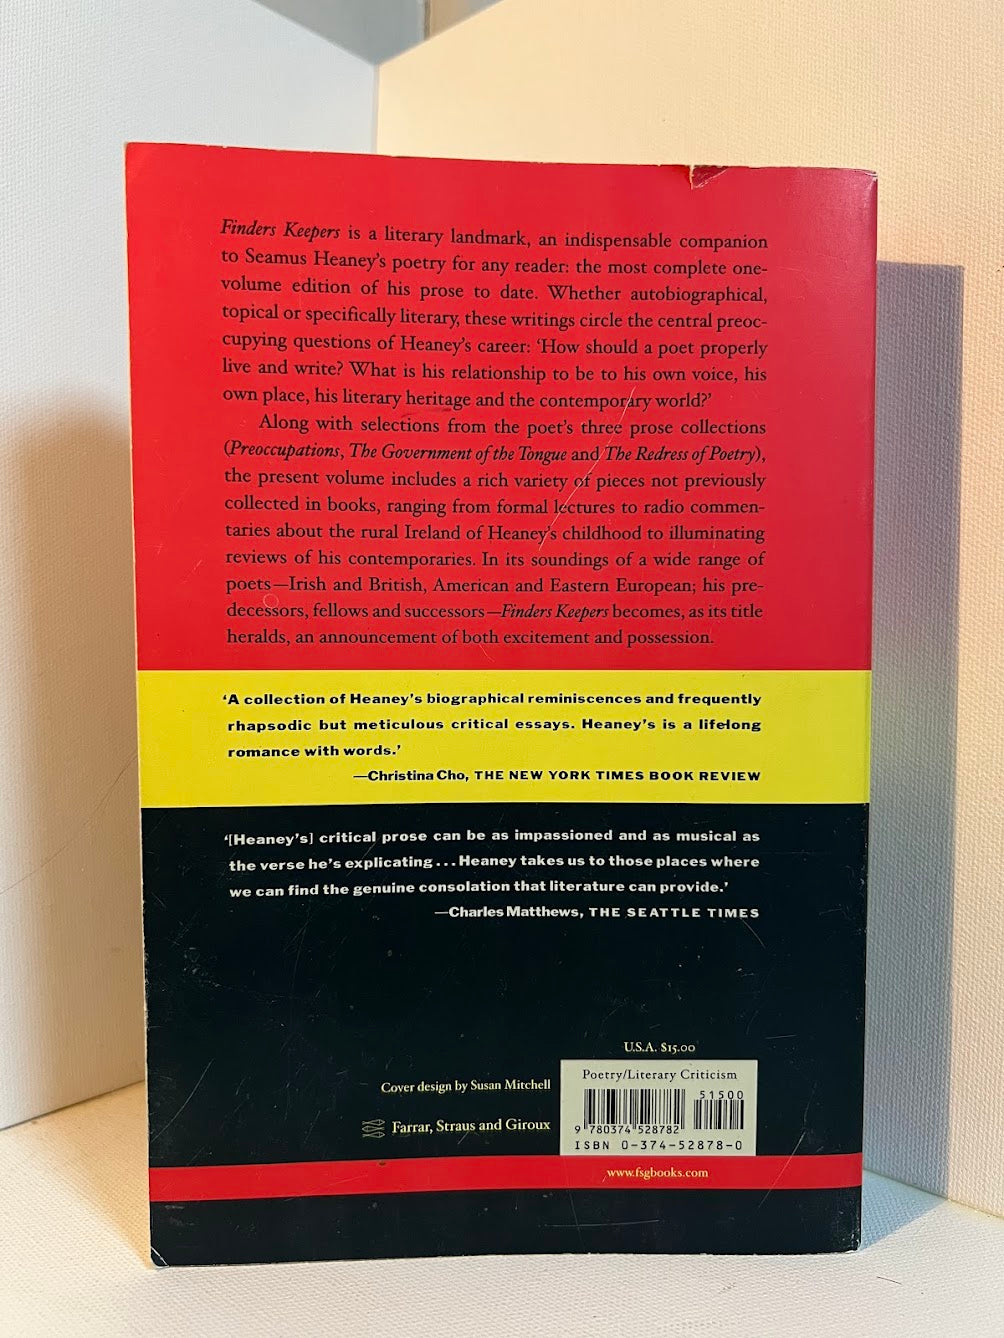 Finders Keepers is a literary landmark, an indispensable companion
to Seamus Heaney's poetry for any reader: the most complete one-
volume edition of his prose to date. Whether autobiographical,
topical or specifically literary, these writings circle the central preoc-
cupying questions of Heaney's career: 'How should a poet properly
live and write? What is his relationship to be to his own voice, his
own place, his literary heritage and the contemporary world?'
Along with selections from the poet's three prose collections
(Preoccupations, The Government of the Tongue and The Redress of Poetry),
the present volume includes a rich variety of pieces not previously
collected in books, ranging from formal lectures to radio commen-
taries about the rural Ireland of Heaney's childhood to illuminating
reviews of his contemporaries. In its soundings of a wide range of
poets—Irish and British, American and Eastern European; his pre-
decessors, fellows and successors—Finders Keepers becomes, as its title
heralds, an announcement of both excitement and possession.
'A collection of Heaney's biographical reminiscences and frequently
rhapsodic but meticulous critical essays. Heaney's is a lifelong
romance with words.'
—Christina Cho, THE NEW YORK TIMES BOOK REVIEW
'[Heaney's] critical prose can be as impassioned and as musical as
the verse he's explicating . . . Heaney takes us to those places where
we can find the genuine consolation that literature can provide.'
—Charles Matthews, THE SEATTLE TIMES
U.S.A. $15.00
Poetry/Literary Criticism
51500
9 780374 528782
ISBN 0-374-52878-0
Cover design by Susan Mitchell
Farrar, Straus and Giroux
www.fsgbooks.com